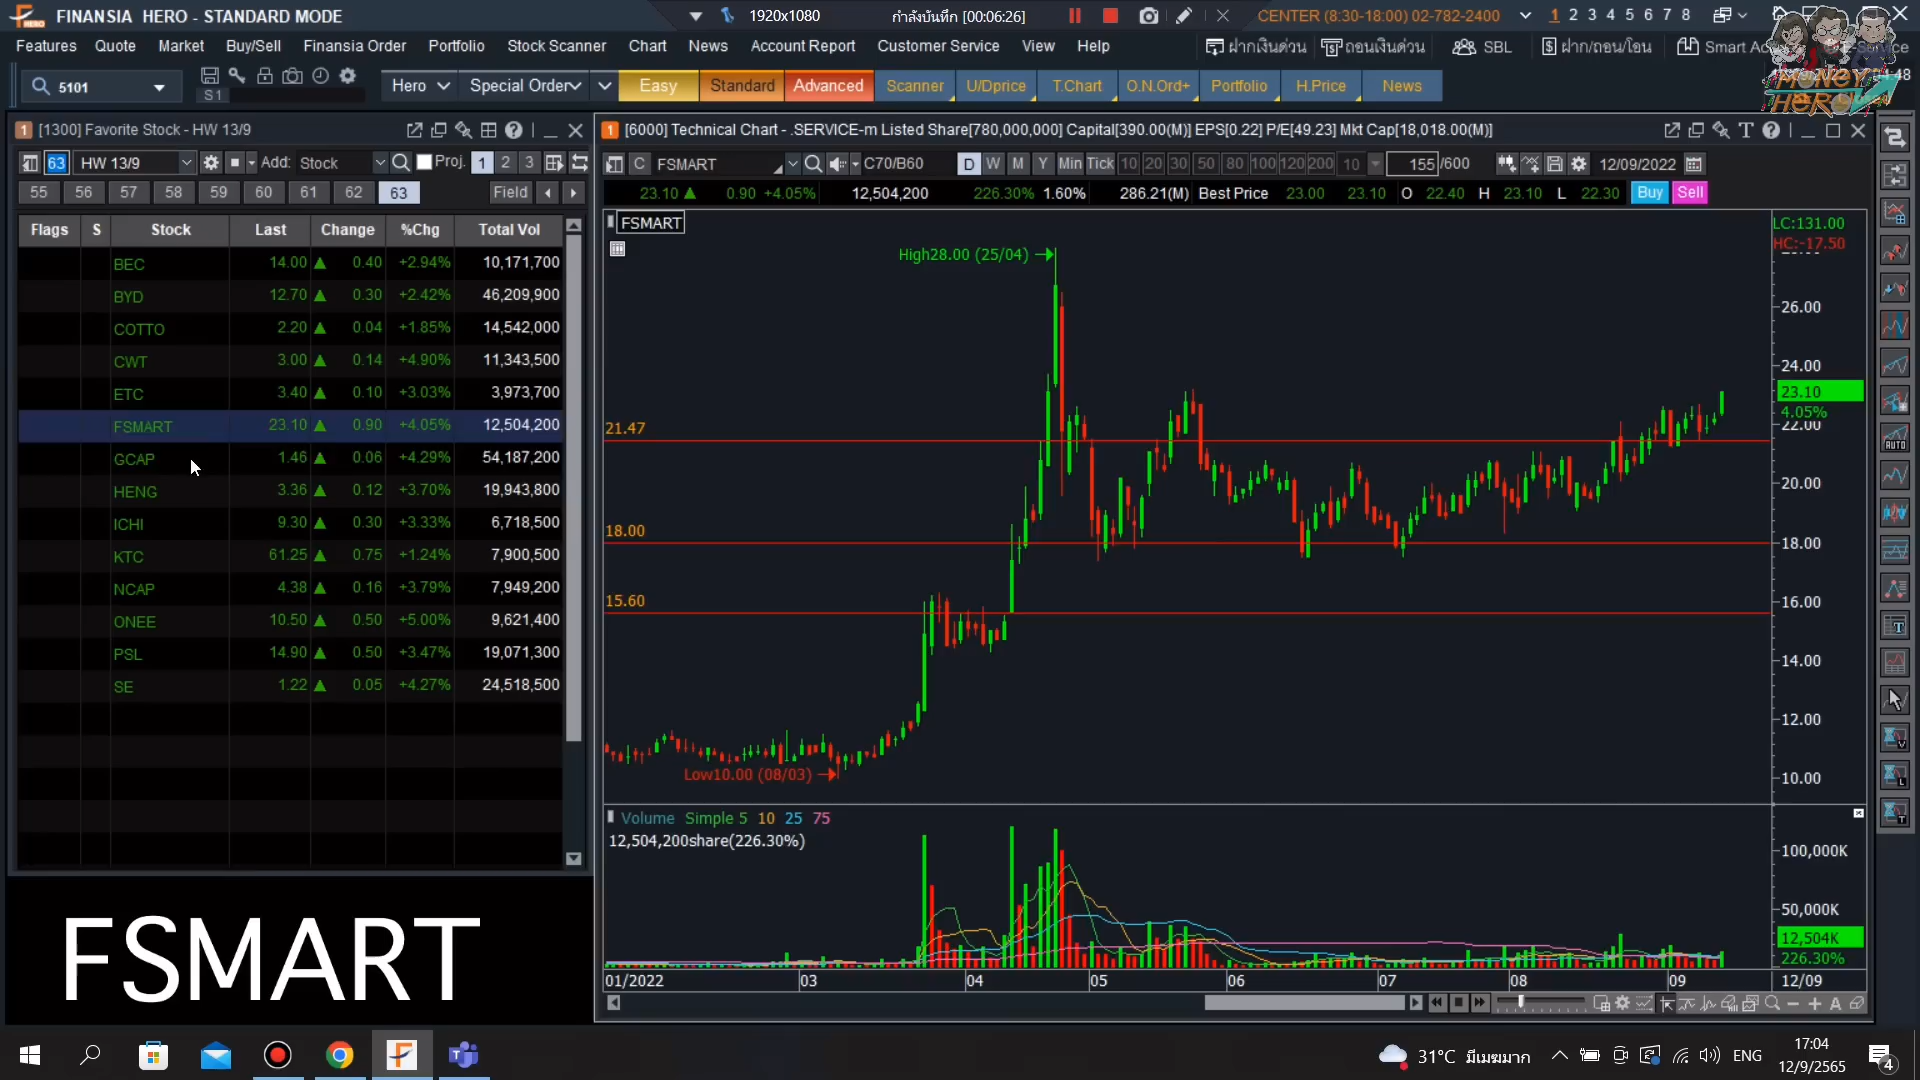 FINANSIA HERO - STANDARD MODE
1920x1080 กำลังบันทึก [00:06:26]
CENTER (8:30-18:00) 02-782-2400 1 2 3 4 5 6 7 8
Features Quote Market Buy/Sell Finansia Order Portfolio Stock Scanner Chart News Account Report Customer Service View Help ฝากเงินด่วน ถอนเงินด่วน SBL ฝาก/ถอน/โอน
MONEY HERO
5101 S1 Hero Special Order Easy Standard Advanced Scanner U/Dprice T.Chart O.N.Ord+ Portfolio H.Price News
1 [1300] Favorite Stock - HW 13/9
63 HW 13/9 Add: Stock Proj. 1 2 3
55 56 57 58 59 60 61 62 63 Field
Flags S Stock Last Change %Chg Total Vol
BEC 14.00 ▲ 0.40 +2.94% 10,171,700
BYD 12.70 ▲ 0.30 +2.42% 46,209,900
COTTO 2.20 ▲ 0.04 +1.85% 14,542,000
CWT 3.00 ▲ 0.14 +4.90% 11,343,500
ETC 3.40 ▲ 0.10 +3.03% 3,973,700
FSMART 23.10 ▲ 0.90 +4.05% 12,504,200
GCAP 1.46 ▲ 0.06 +4.29% 54,187,200
HENG 3.36 ▲ 0.12 +3.70% 19,943,800
ICHI 9.30 ▲ 0.30 +3.33% 6,718,500
KTC 61.25 ▲ 0.75 +1.24% 7,900,500
NCAP 4.38 ▲ 0.16 +3.79% 7,949,200
ONEE 10.50 ▲ 0.50 +5.00% 9,621,400
PSL 14.90 ▲ 0.50 +3.47% 19,071,300
SE 1.22 ▲ 0.05 +4.27% 24,518,500
FSMART
1 [6000] Technical Chart - .SERVICE-m Listed Share[780,000,000] Capital[390.00(M)] EPS[0.22] P/E[49.23] Mkt Cap[18,018.00(M)]
C FSMART C70/B60 D W M Y Min Tick 10 20 30 50 80 100 120 200 10 155 /600 12/09/2022
23.10 ▲ 0.90 +4.05% 12,504,200 226.30% 1.60% 286.21(M) Best Price 23.00 23.10 O 22.40 H 23.10 L 22.30 Buy Sell
FSMART
LC:131.00
HC:-17.50
High28.00 (25/04)
26.00
24.00
23.10
4.05%
22.00
21.47
20.00
18.00
18.00
15.60
16.00
14.00
12.00
Low10.00 (08/03)
10.00
Volume Simple 5 10 25 75
12,504,200share(226.30%)
100,000K
50,000K
12,504K
226.30%
01/2022 03 04 05 06 07 08 09 12/09
31°C มีเมฆมาก ENG 17:04
12/9/2565
4